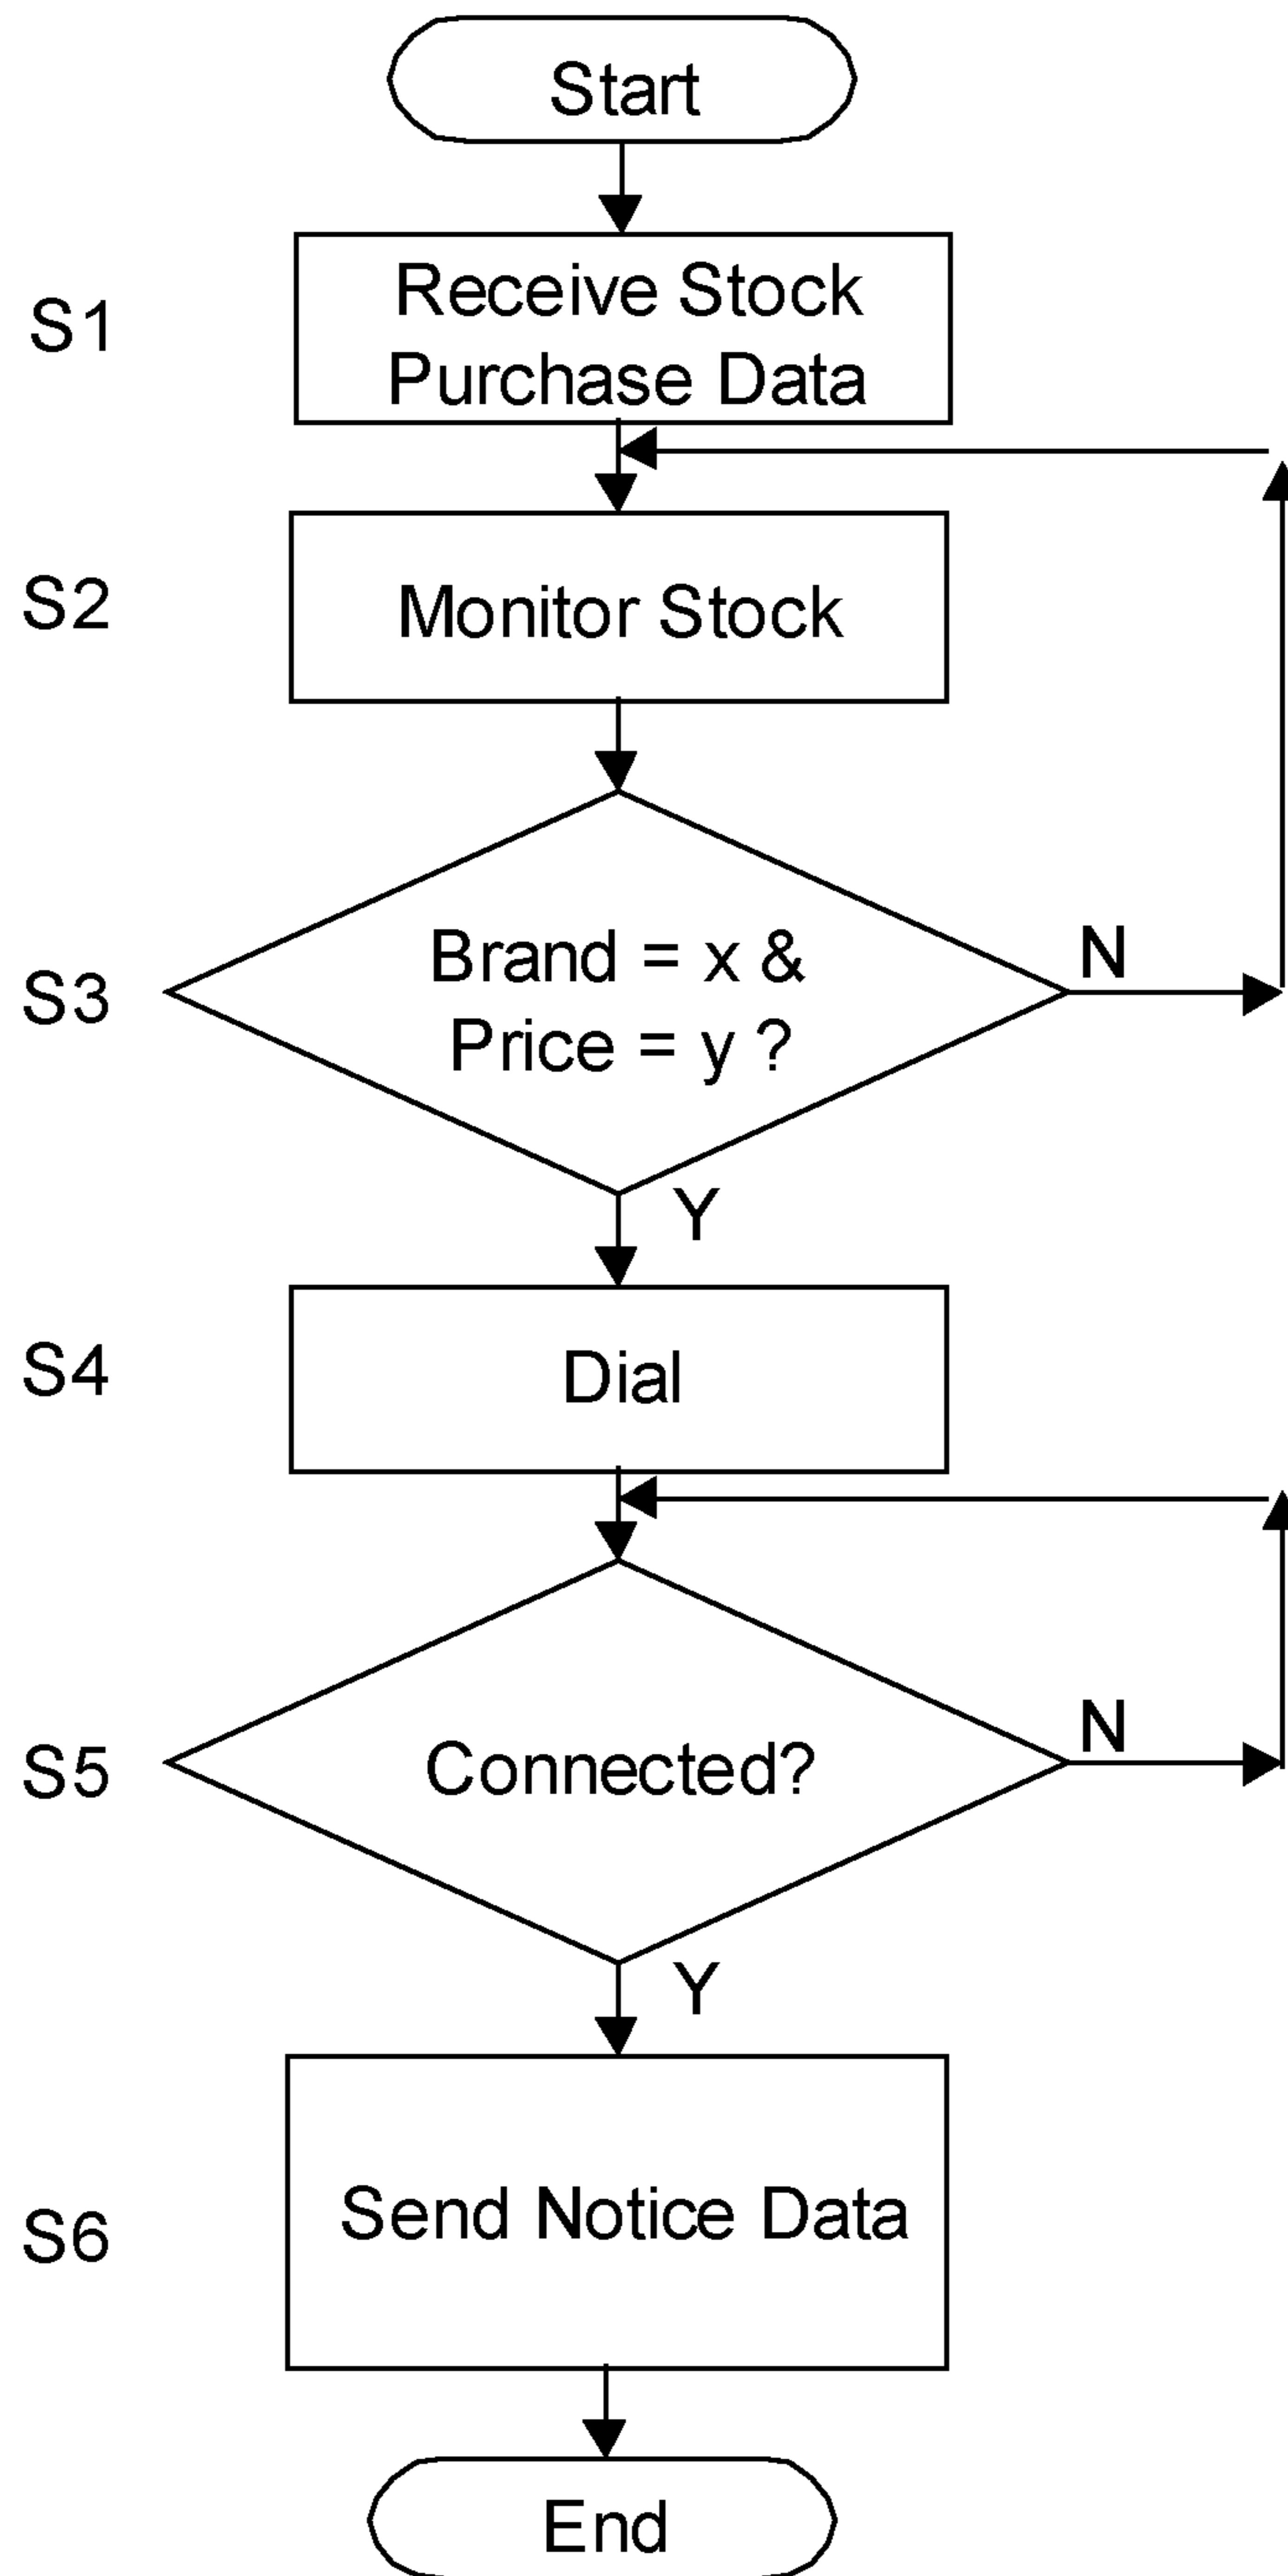 Start
S1
Receive Stock
Purchase Data
S2
Monitor Stock
S3
Brand = x &
Price = y ?
N
Y
S4
Dial
S5
Connected?
N
Y
S6
Send Notice Data
End